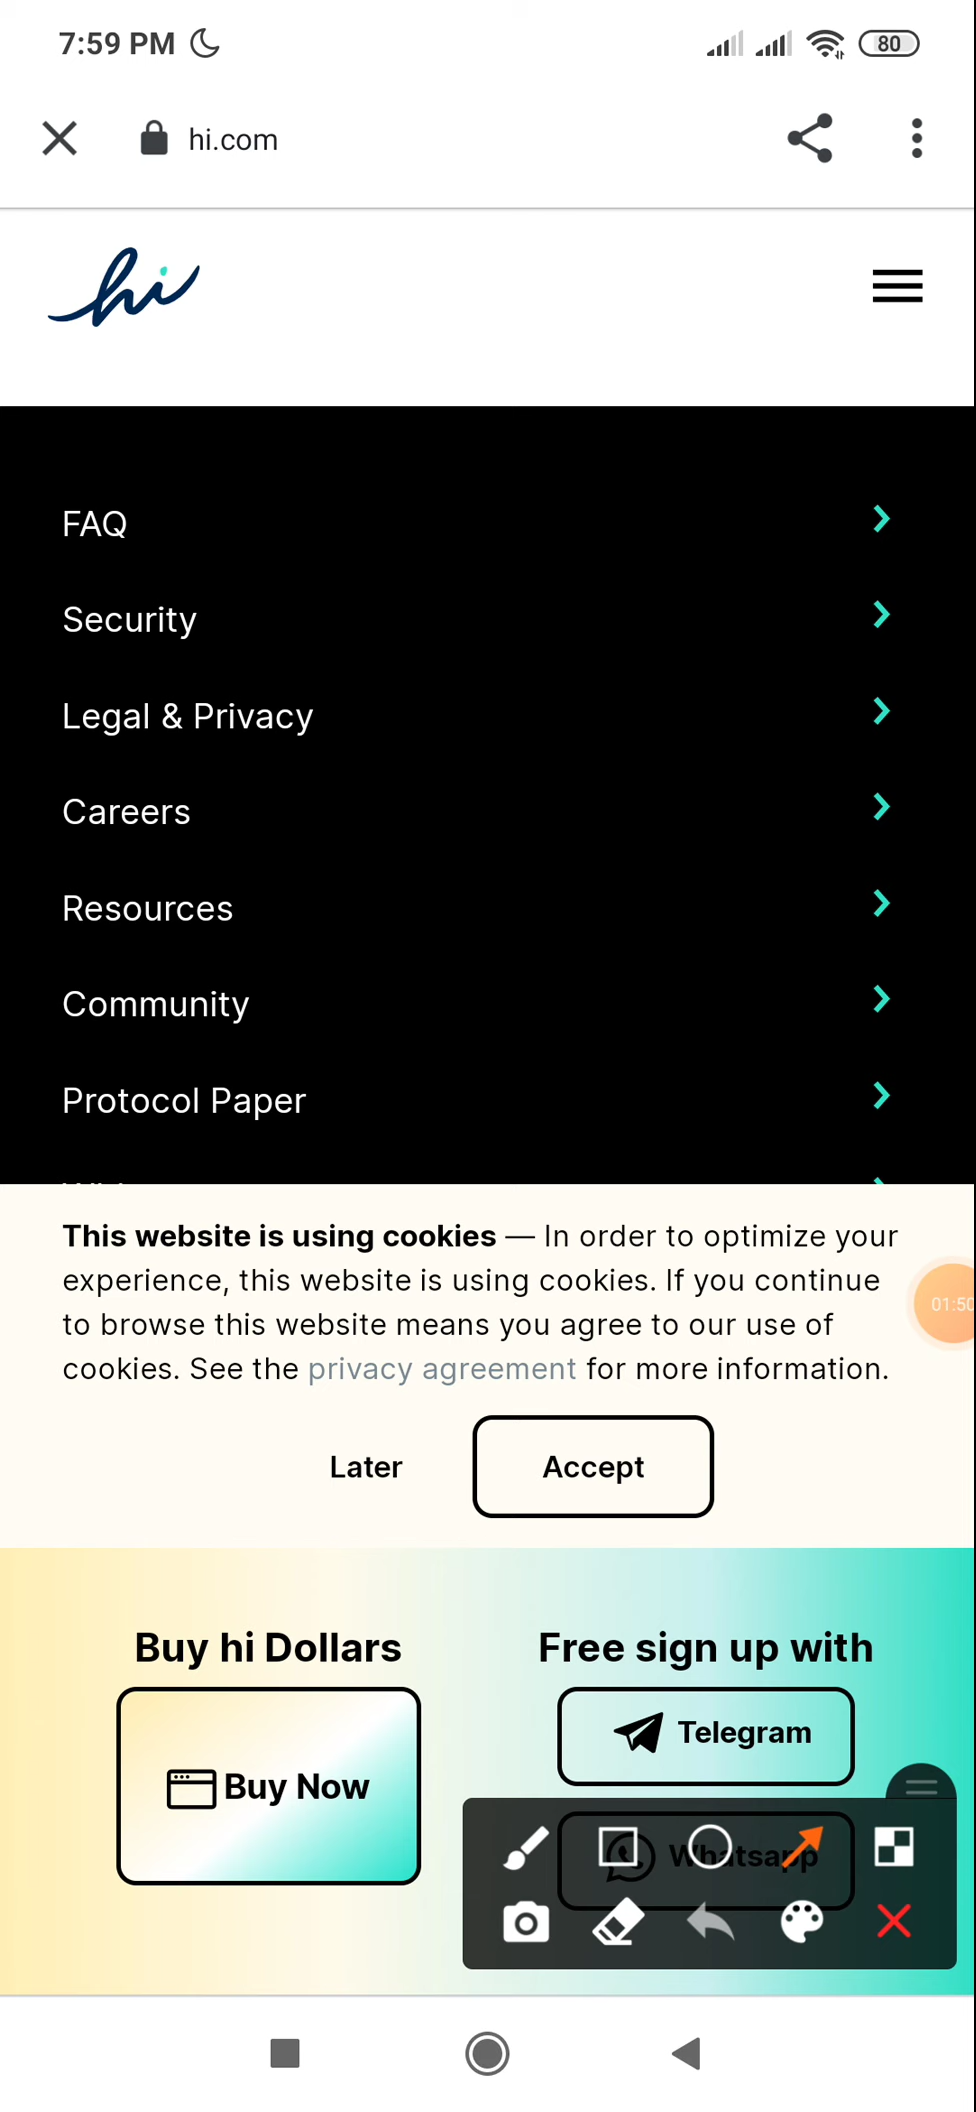 7:59 PM
80
hi.com
hi
FAQ
Security
Legal & Privacy
Careers
Resources
Community
Protocol Paper
This website is using cookies — In order to optimize your
experience, this website is using cookies. If you continue
to browse this website means you agree to our use of
cookies. See the privacy agreement for more information.
01:50
Later
Accept
Buy hi Dollars
Free sign up with
Telegram
Buy Now
Whatsapp